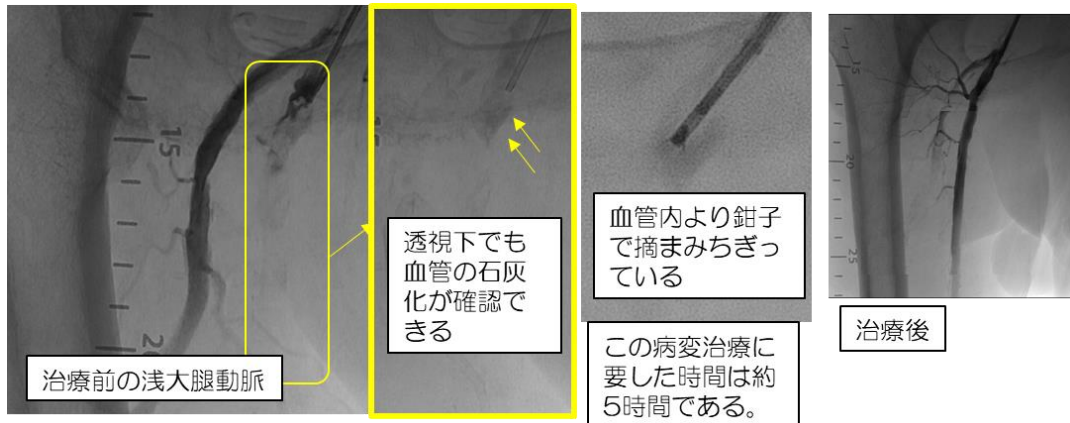 15
20
治療前の浅大腿動脈
透視下でも
血管の石灰
化が確認で
きる
血管内より鉗子
で摘まみちぎっ
ている
この病変治療に
要した時間は約
5時間である。
15
20
25
治療後